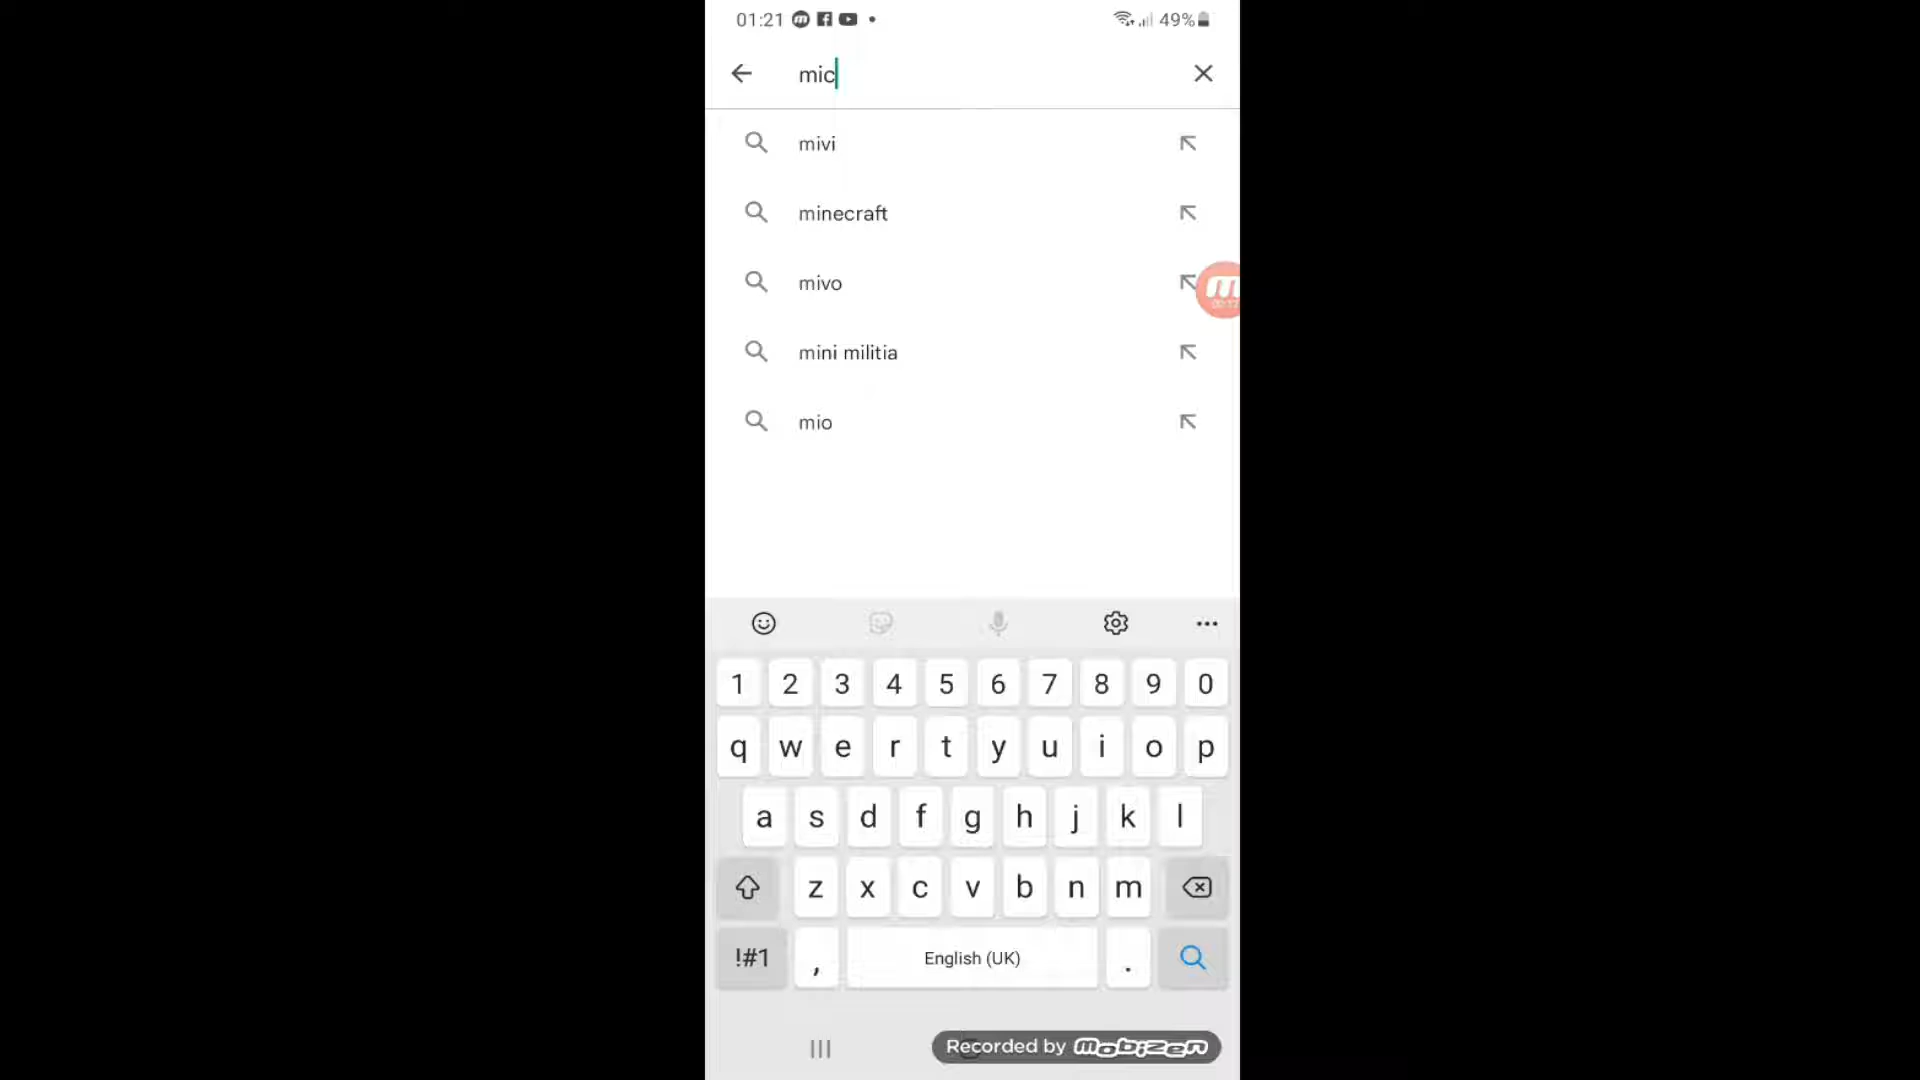 01:21 49%
mic
mivi
minecraft
mivo
mini militia
mio
1 2 3 4 5 6 7 8 9 0
q w e r t y u i o p
a s d f g h j k l
z x c v b n m
!#1 , English (UK) .
Recorded by mobizen